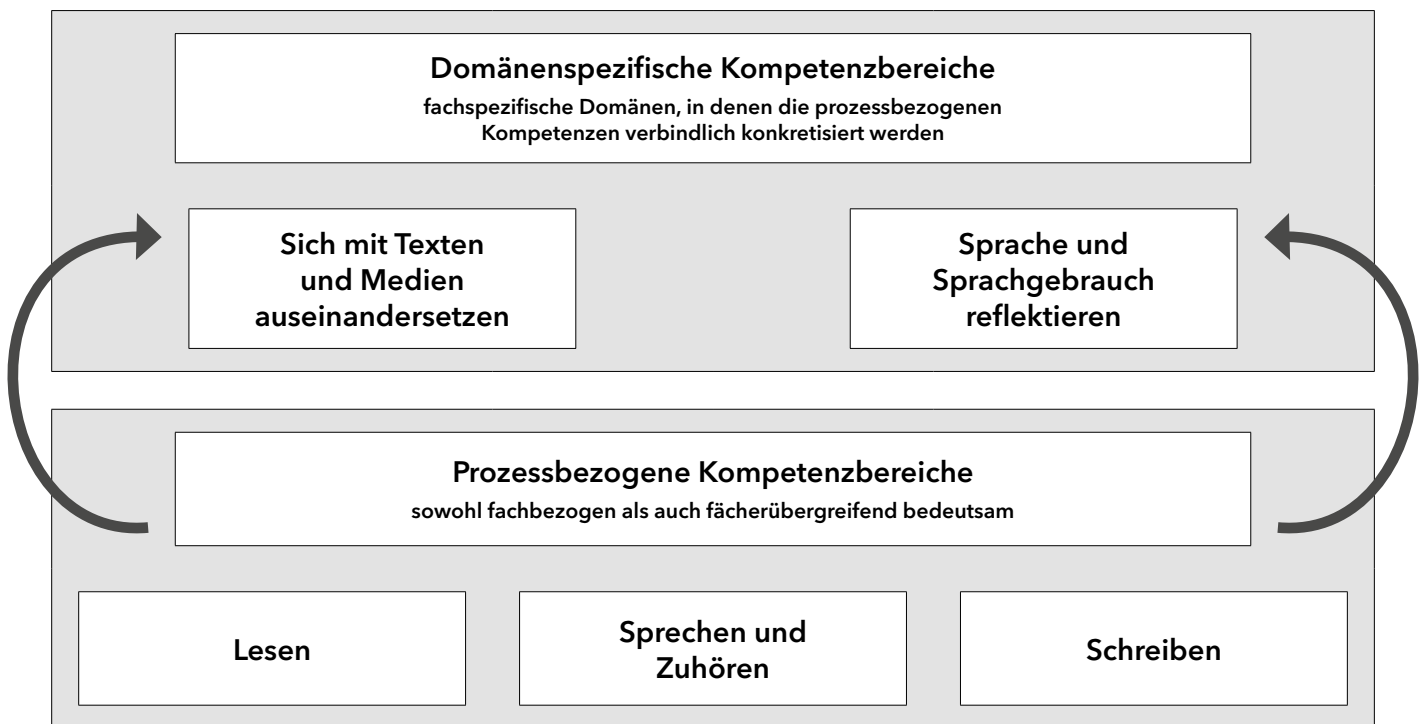 Domänenspezifische Kompetenzbereiche
fachspezifische Domänen, in denen die prozessbezogenen
Kompetenzen verbindlich konkretisiert werden
Sich mit Texten
und Medien
auseinandersetzen
Sprache und
Sprachgebrauch
reflektieren
Prozessbezogene Kompetenzbereiche
sowohl fachbezogen als auch fächerübergreifend bedeutsam
Lesen
Sprechen und
Zuhören
Schreiben